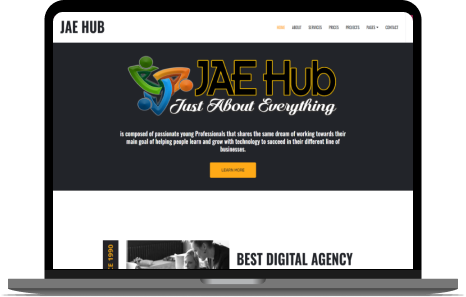 JAE HUB
HOME ABOUT SERVICES PRICES PROJECTS PAGES CONTACT
JAE Hub
Just About Everything
is composed of passionate young Professionals that shares the same dream of working towards their
main goal of helping people learn and grow with technology to succeed in their different line of
businesses.
LEARN MORE
CE 1990
BEST DIGITAL AGENCY